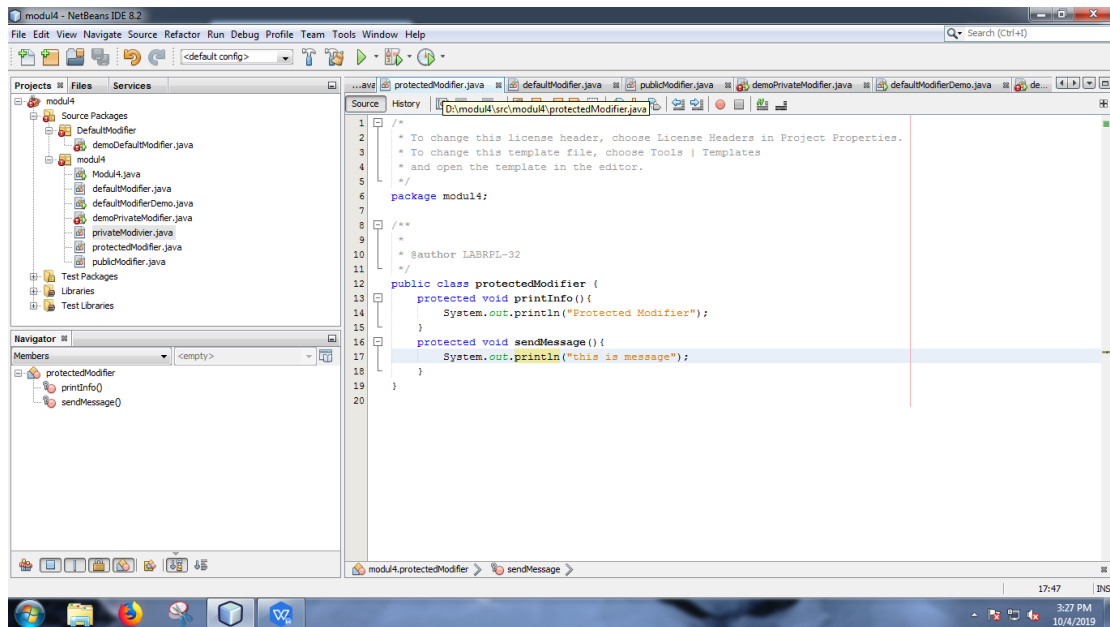 modul4 - NetBeans IDE 8.2
File Edit View Navigate Source Refactor Run Debug Profile Team Tools Window Help
Search (Ctrl+I)
<default config>
Projects Files Services
...ava protectedModifier.java defaultModifier.java publicModifier.java demoPrivateModifier.java defaultModifierDemo.java de...
Source History
D:\modul4\src\modul4\protectedModifier.java
modul4
Source Packages
DefaultModifier
demoDefaultModifier.java
modul4
Modul4.java
defaultModifier.java
defaultModifierDemo.java
demoPrivateModifier.java
privateModivier.java
protectedModifier.java
publicModifier.java
Test Packages
Libraries
Test Libraries
Navigator
Members <empty>
protectedModifier
printInfo()
sendMessage()
1 /*
2 * To change this license header, choose License Headers in Project Properties.
3 * To change this template file, choose Tools | Templates
4 * and open the template in the editor.
5 */
6 package modul4;
7
8 /**
9 *
10 * @author LABRPL-32
11 */
12 public class protectedModifier {
13 protected void printInfo(){
14 System.out.println("Protected Modifier");
15 }
16 protected void sendMessage(){
17 System.out.println("this is message");
18 }
19 }
20
modul4.protectedModifier sendMessage
17:47 INS
3:27 PM
10/4/2019